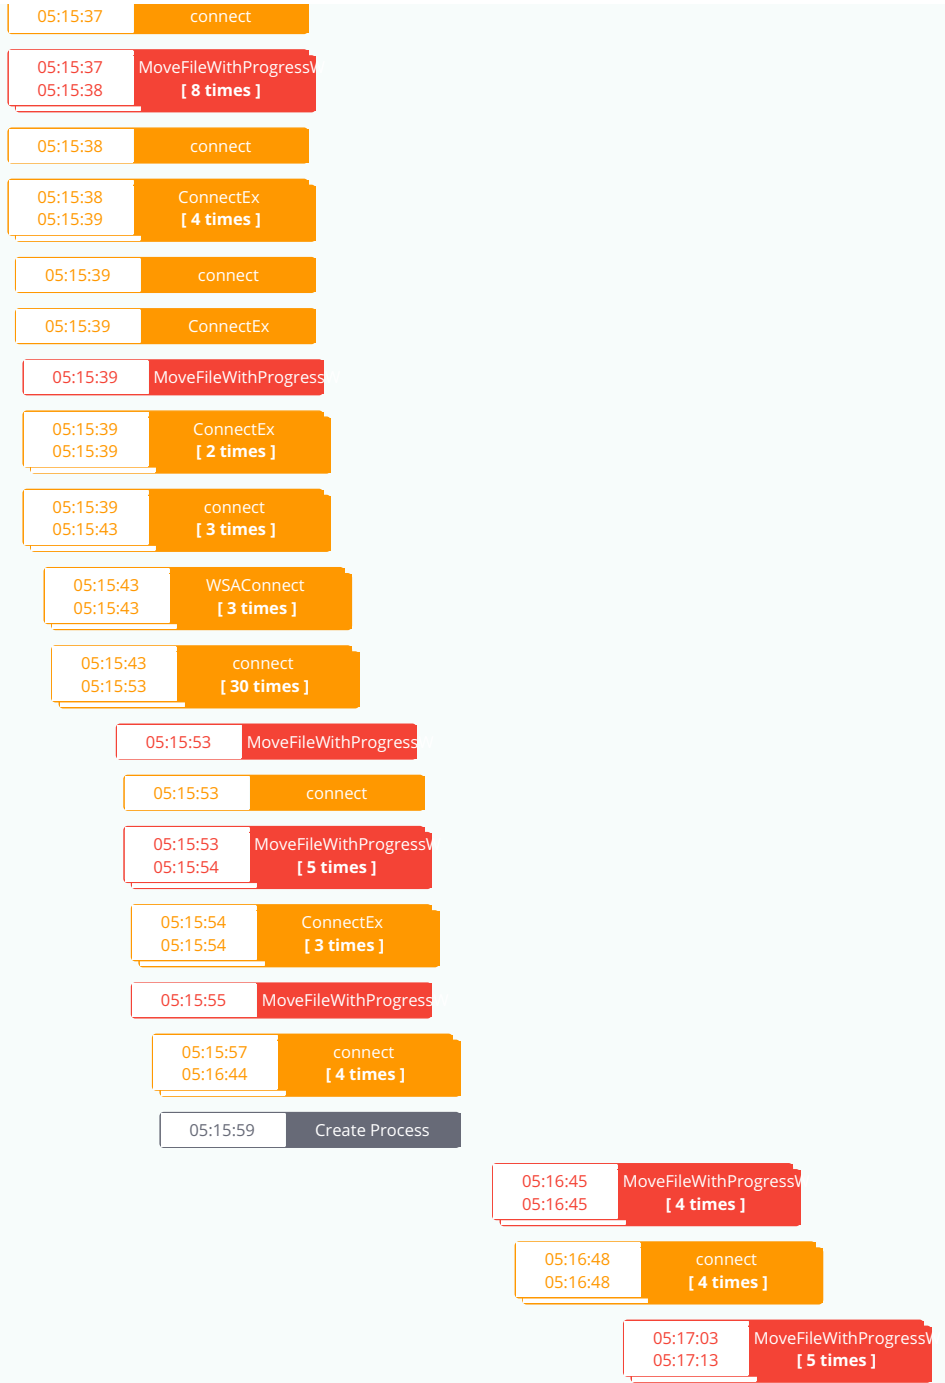 05:15:37 connect
05:15:37 MoveFileWithProgressW
05:15:38 [ 8 times ]
05:15:38 connect
05:15:38 ConnectEx
05:15:39 [ 4 times ]
05:15:39 connect
05:15:39 ConnectEx
05:15:39 MoveFileWithProgressW
05:15:39 ConnectEx
05:15:39 [ 2 times ]
05:15:39 connect
05:15:43 [ 3 times ]
05:15:43 WSAConnect
05:15:43 [ 3 times ]
05:15:43 connect
05:15:53 [ 30 times ]
05:15:53 MoveFileWithProgressW
05:15:53 connect
05:15:53 MoveFileWithProgressW
05:15:54 [ 5 times ]
05:15:54 ConnectEx
05:15:54 [ 3 times ]
05:15:55 MoveFileWithProgressW
05:15:57 connect
05:16:44 [ 4 times ]
05:15:59 Create Process
05:16:45 MoveFileWithProgressW
05:16:45 [ 4 times ]
05:16:48 connect
05:16:48 [ 4 times ]
05:17:03 MoveFileWithProgressW
05:17:13 [ 5 times ]